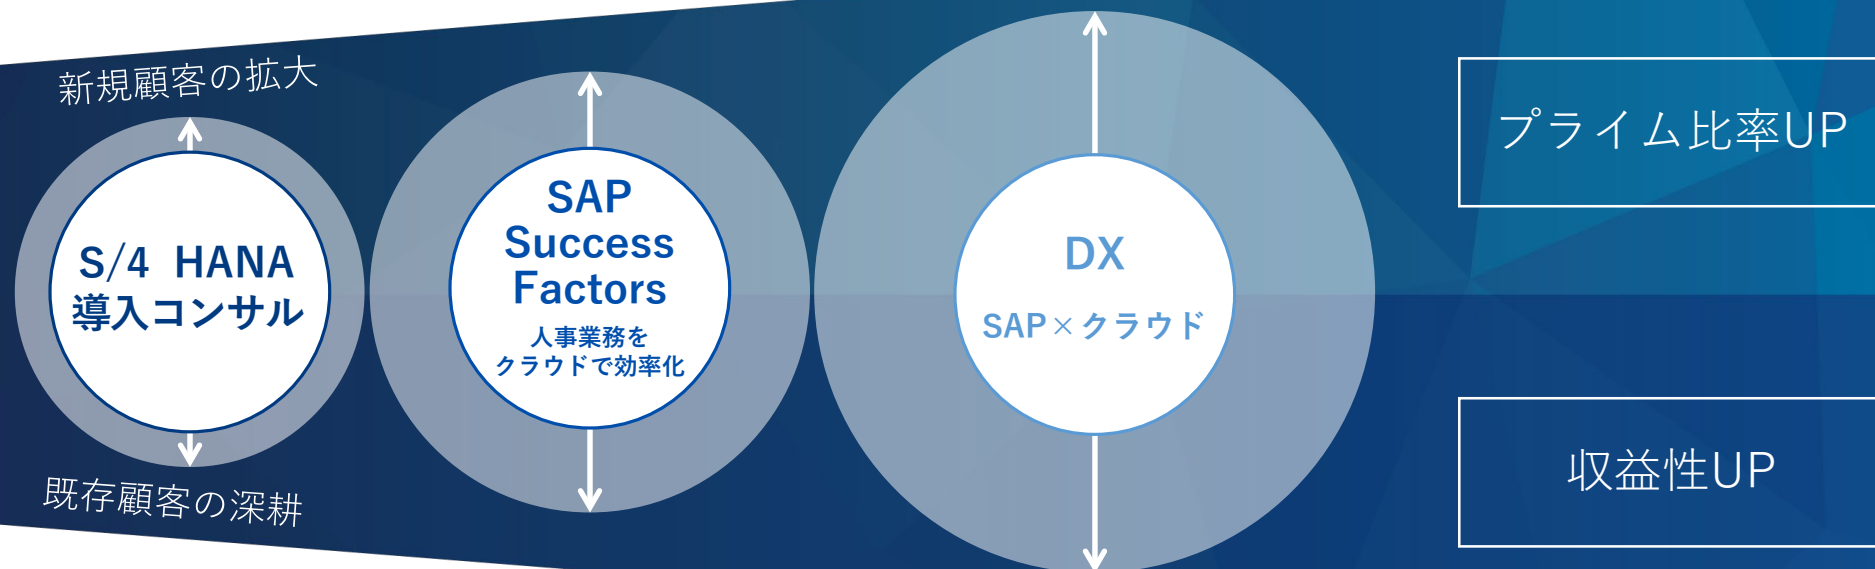 新規顧客の拡大
S/4 HANA
導入コンサル
既存顧客の深耕
SAP
Success
Factors
人事業務を
クラウドで効率化
DX
SAP×クラウド
プライム比率UP
収益性UP